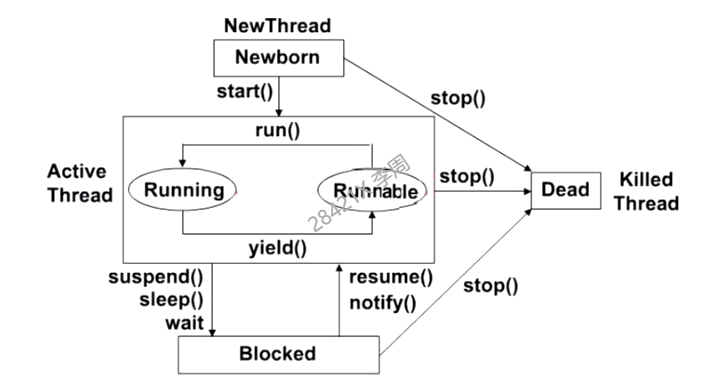 NewThread
Newborn
start()
stop()
run()
Active
Thread
Running
Runnable
stop()
Dead
Killed
Thread
28421X 李周
yield()
suspend()
sleep()
wait
resume()
notify()
stop()
Blocked